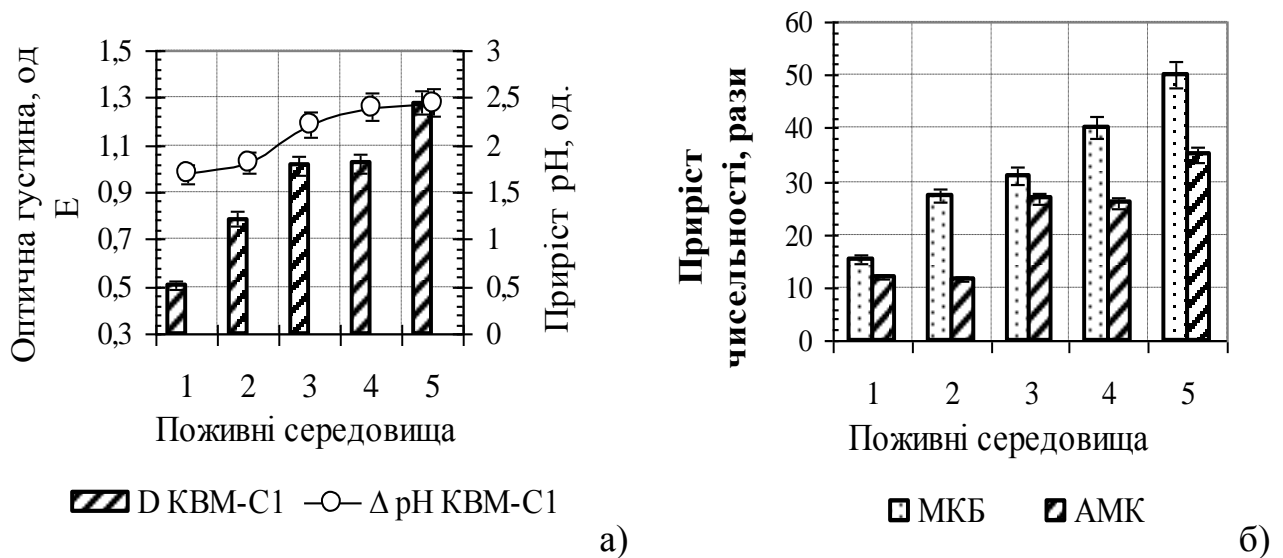 Оптична густина, од
Е
1,5
1,3
1,1
0,9
0,7
0,5
0,3
3
2,5
2
1,5
1
0,5
0
Приріст рН, од.
1 2 3 4 5
Поживні середовища
D КВМ-С1 Δ рН КВМ-С1
а)
Приріст
чисельності, рази
60
50
40
30
20
10
0
1 2 3 4 5
Поживні середовища
МКБ АМК
б)